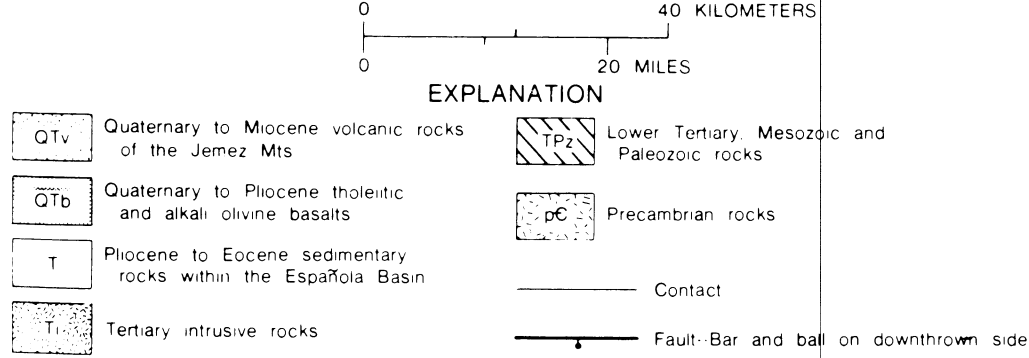 0 40 KILOMETERS
0 20 MILES
EXPLANATION
QTv Quaternary to Miocene volcanic rocks
of the Jemez Mts
QTb Quaternary to Pliocene tholeiitic
and alkali olivine basalts
T Pliocene to Eocene sedimentary
rocks within the Española Basin
Ti Tertiary intrusive rocks
TPz Lower Tertiary, Mesozoic and
Paleozoic rocks
p€ Precambrian rocks
Contact
Fault--Bar and ball on downthrown side